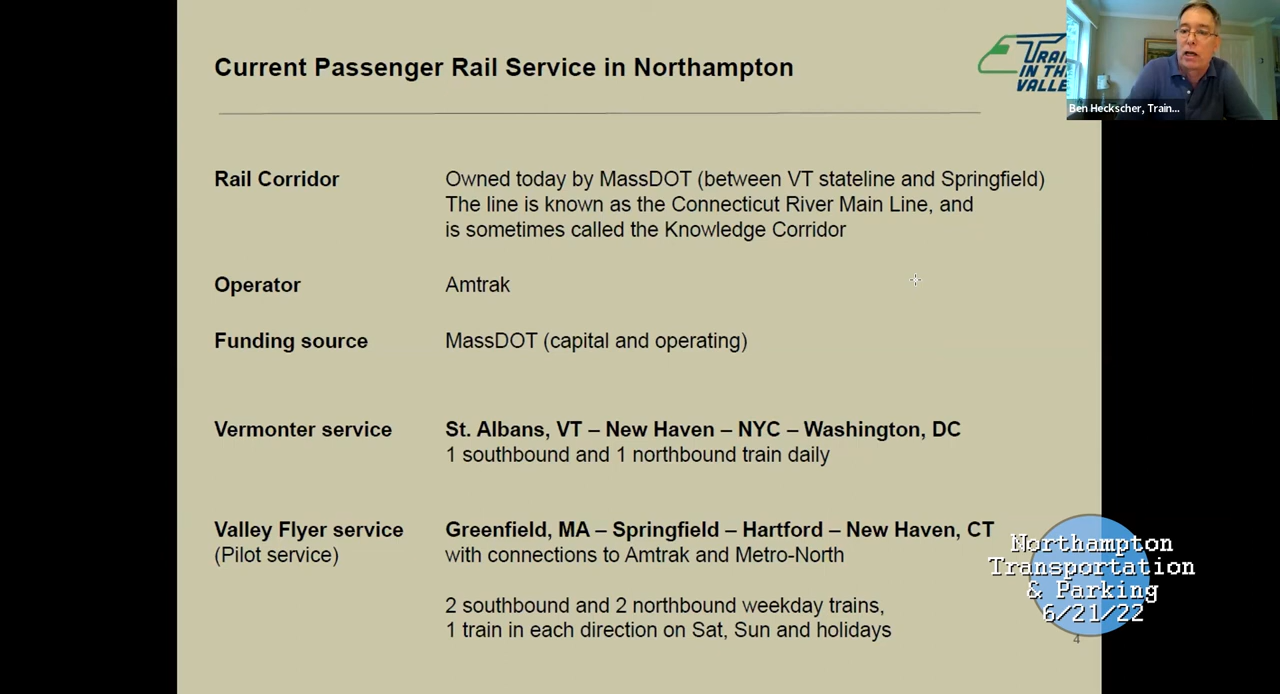 Current Passenger Rail Service in Northampton
TRAI
IN TH
VALLE
Ben Heckscher, Train...
Rail Corridor
Owned today by MassDOT (between VT stateline and Springfield)
The line is known as the Connecticut River Main Line, and
is sometimes called the Knowledge Corridor
Operator
Amtrak
Funding source
MassDOT (capital and operating)
Vermonter service
St. Albans, VT – New Haven – NYC – Washington, DC
1 southbound and 1 northbound train daily
Valley Flyer service
(Pilot service)
Greenfield, MA – Springfield – Hartford – New Haven, CT
with connections to Amtrak and Metro-North
2 southbound and 2 northbound weekday trains,
1 train in each direction on Sat, Sun and holidays
Northampton
Transportation
& Parking
6/21/22
4